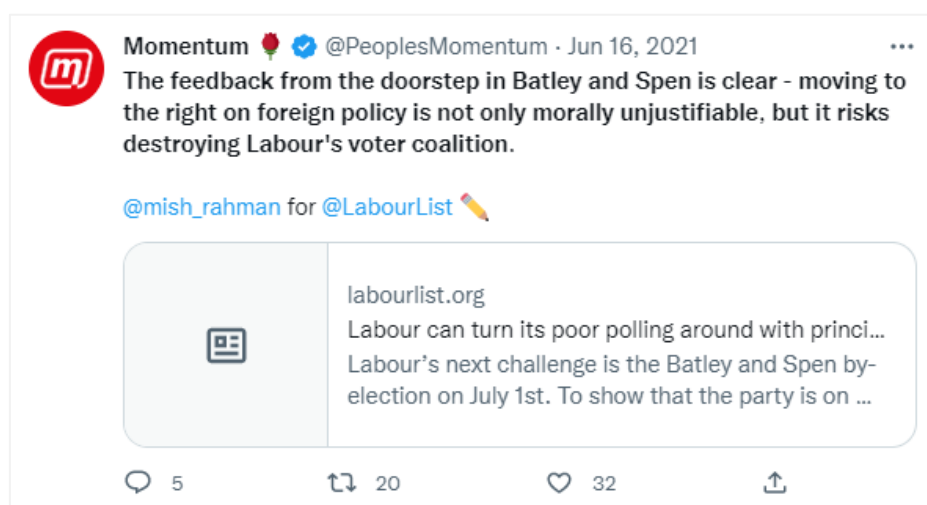 Momentum 🌹 @PeoplesMomentum · Jun 16, 2021
The feedback from the doorstep in Batley and Spen is clear - moving to
the right on foreign policy is not only morally unjustifiable, but it risks
destroying Labour's voter coalition.
@mish_rahman for @LabourList ✏️
labourlist.org
Labour can turn its poor polling around with princi...
Labour’s next challenge is the Batley and Spen by-
election on July 1st. To show that the party is on ...
5 20 32